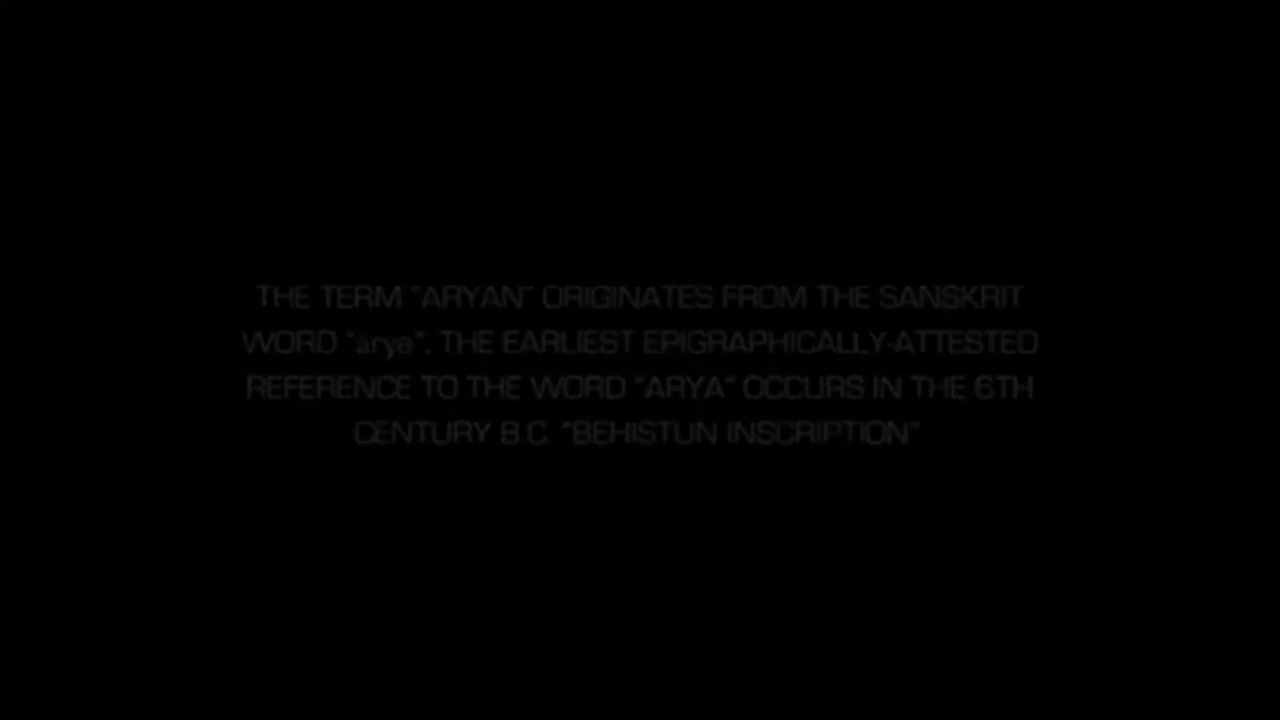 THE TERM "ARYAN" ORIGINATES FROM THE SANSKRIT
WORD "ārya". THE EARLIEST EPIGRAPHICALLY-ATTESTED
REFERENCE TO THE WORD "ARYA" OCCURS IN THE 6TH
CENTURY B.C. "BEHISTUN INSCRIPTION"